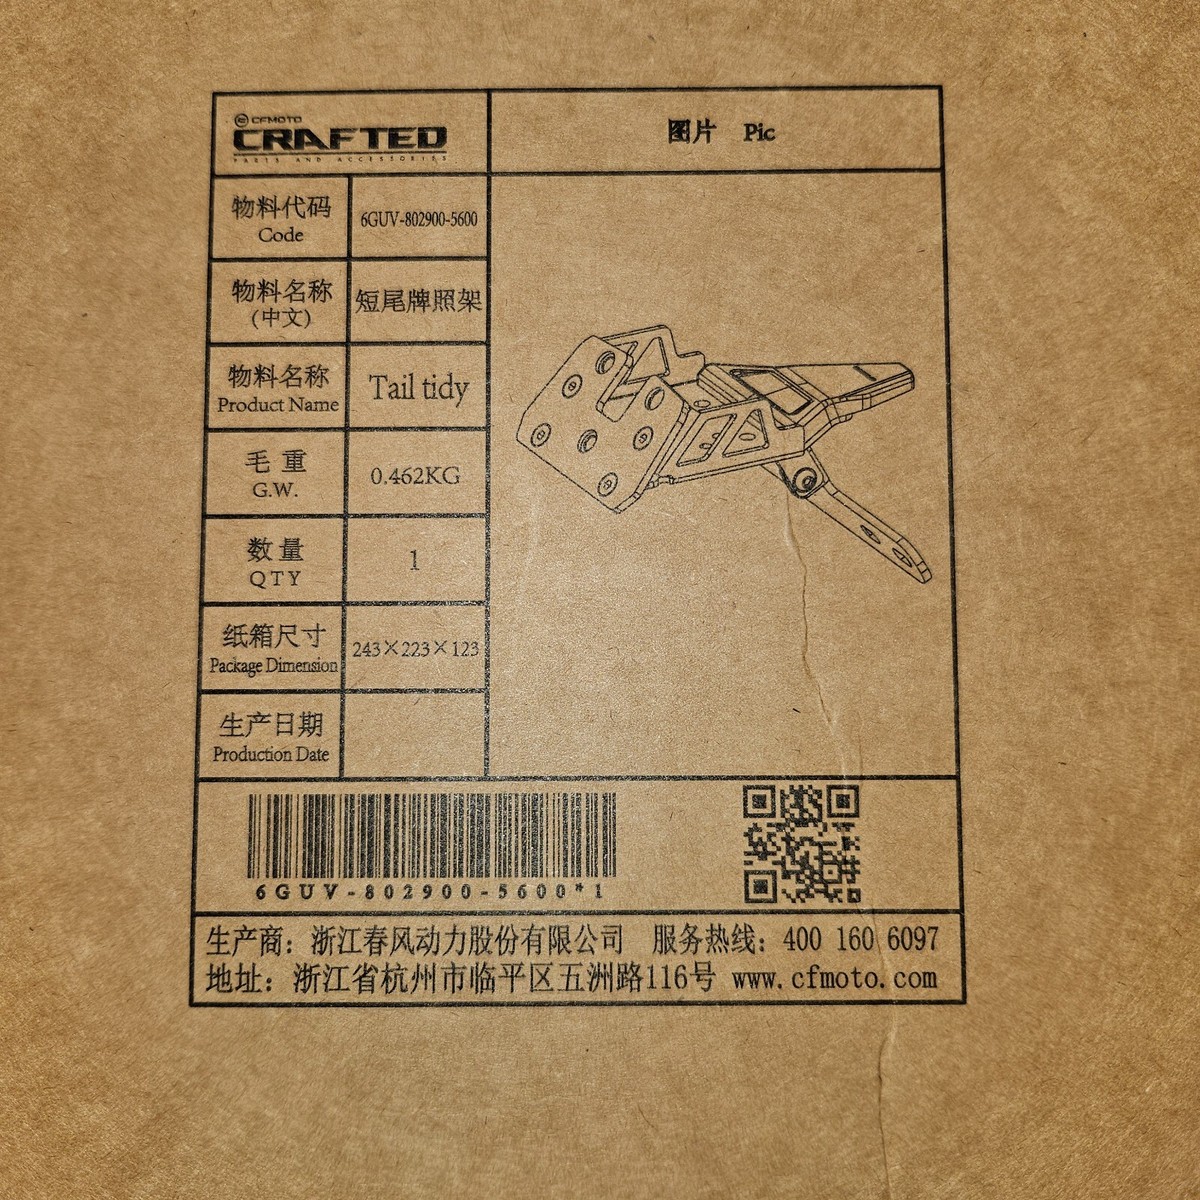 CFMOTO
CRAFTED
PARTS AND ACCESSORIES
图片 Pic
物料代码
Code
6GUV-802900-5600
物料名称
(中文)
短尾牌照架
物料名称
Product Name
Tail tidy
毛重
G.W.
0.462KG
数量
QTY
1
纸箱尺寸
Package Dimension
243×223×123
生产日期
Production Date
6GUV-802900-5600*1
生产商：浙江春风动力股份有限公司 服务热线：400 160 6097
地址：浙江省杭州市临平区五洲路116号 www.cfmoto.com